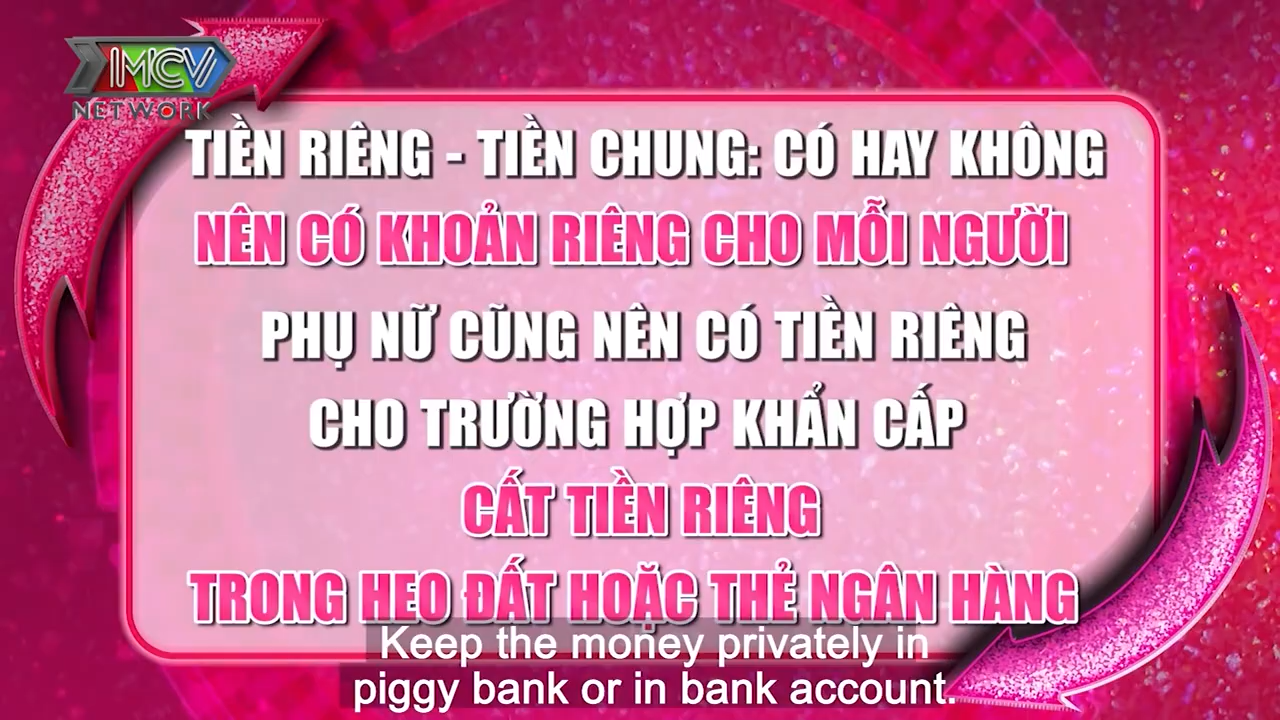 MCV
NETWORK
TIỀN RIÊNG - TIỀN CHUNG: CÓ HAY KHÔNG
NÊN CÓ KHOẢN RIÊNG CHO MỖI NGƯỜI
PHỤ NỮ CŨNG NÊN CÓ TIỀN RIÊNG
CHO TRƯỜNG HỢP KHẨN CẤP
CẤT TIỀN RIÊNG
TRONG HEO ĐẤT HOẶC THẺ NGÂN HÀNG
Keep the money privately in
piggy bank or in bank account.